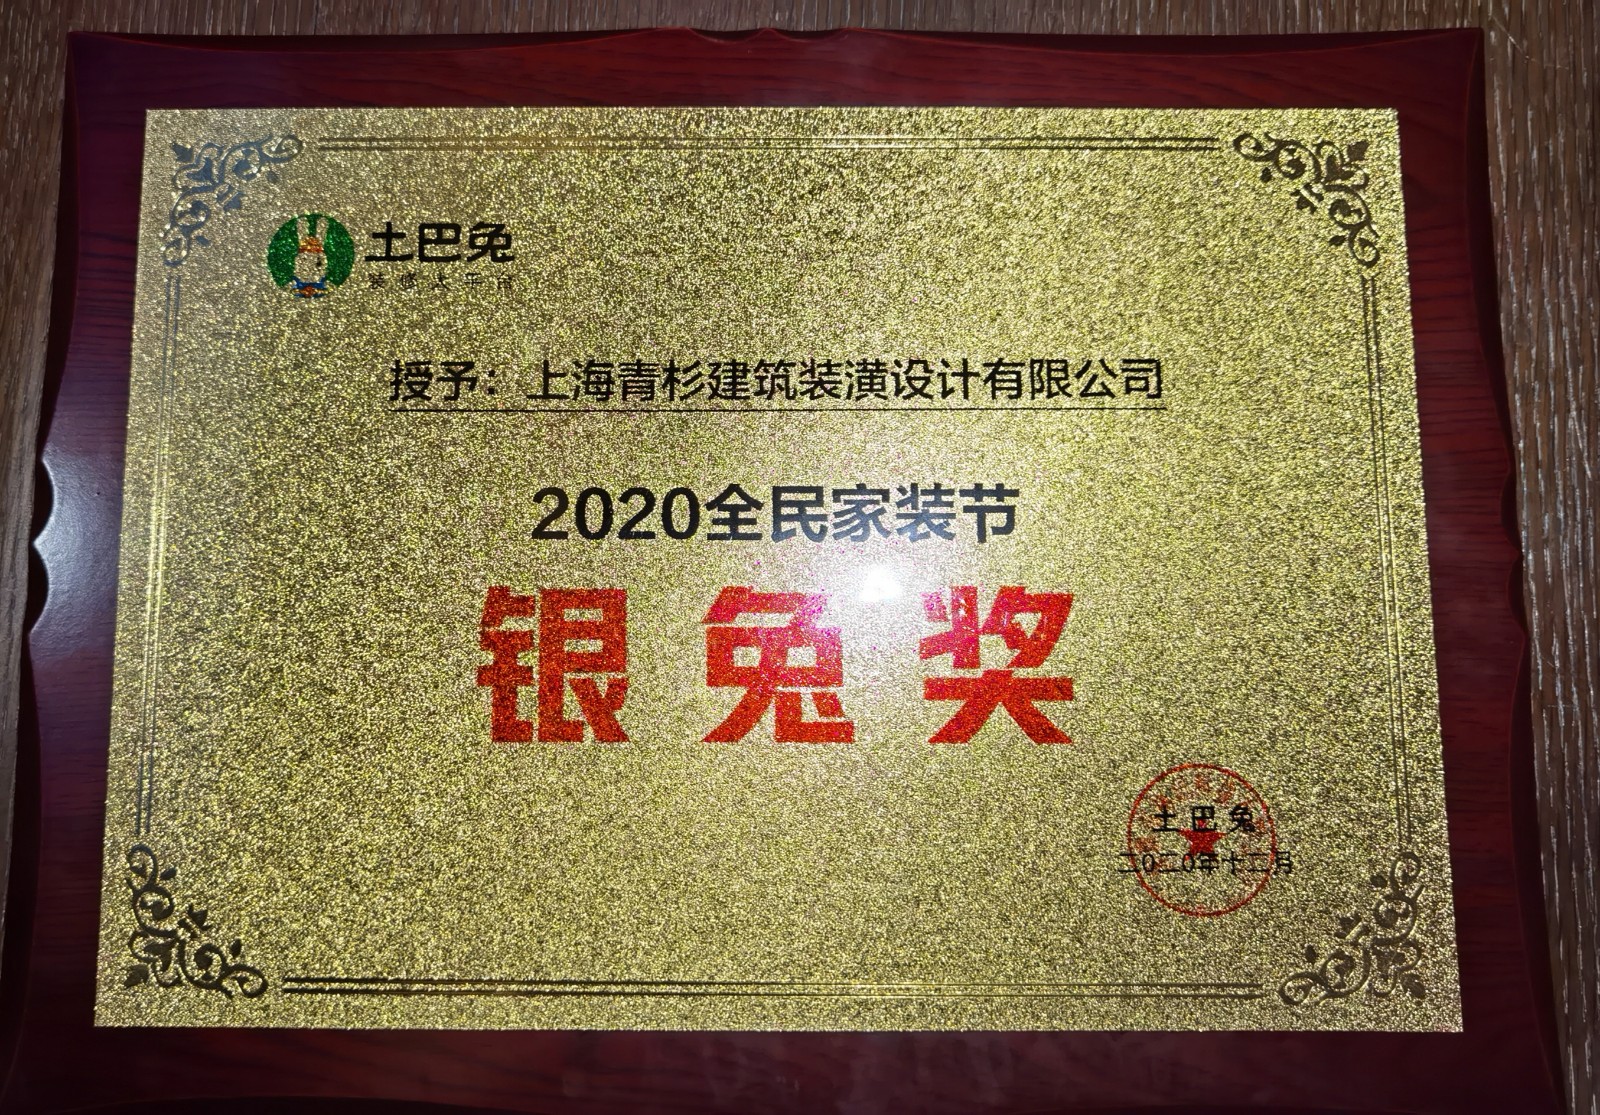 土巴兔
装修大平台
授予：上海青杉建筑装潢设计有限公司
2020全民家装节
银兔奖
土巴兔
二0二0年十二月